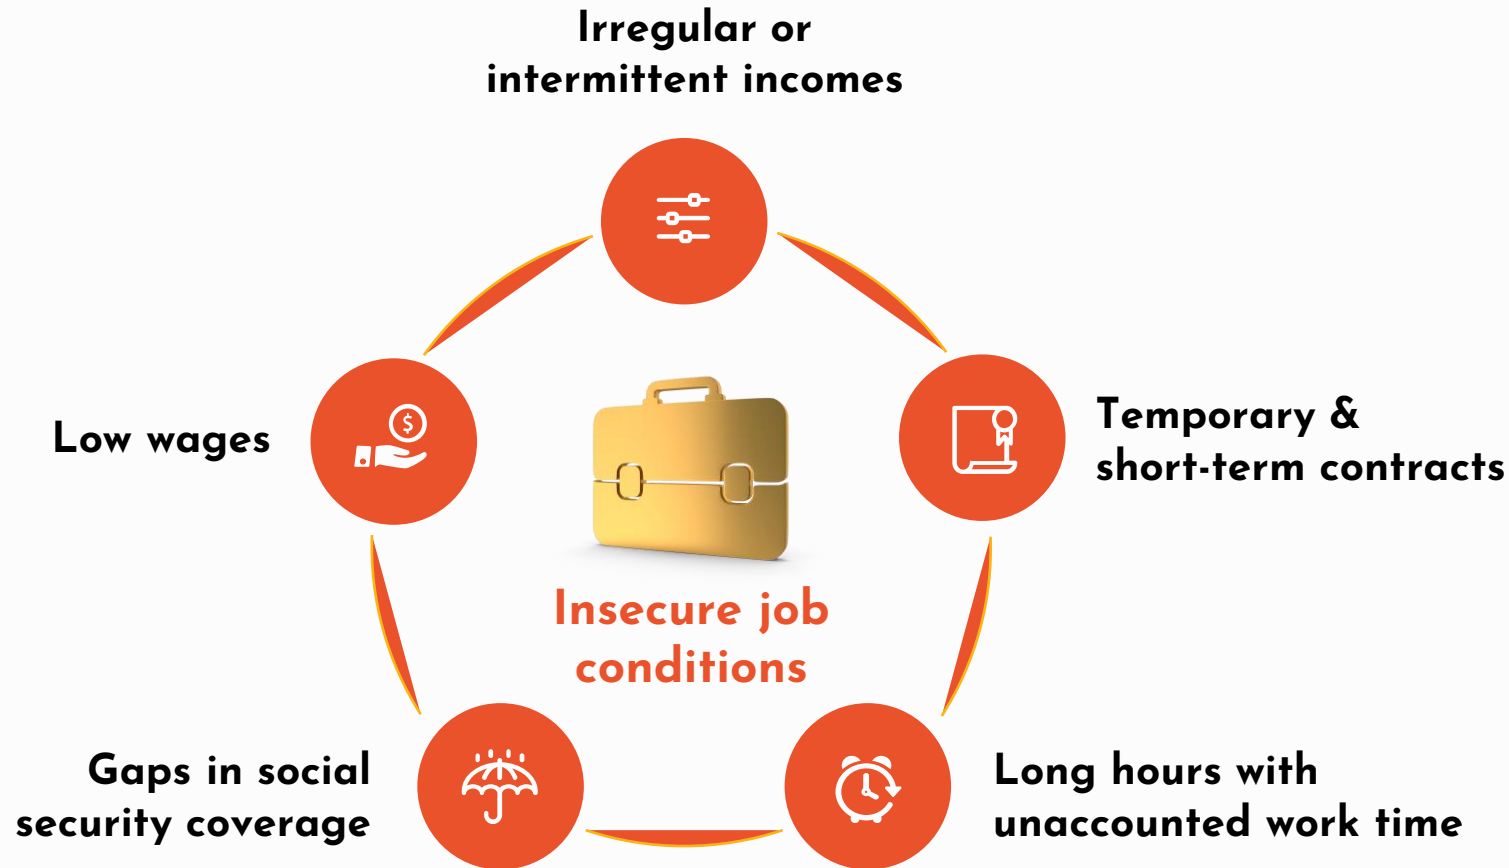 Irregular or
intermittent incomes
Temporary &
short-term contracts
Low wages
$
Insecure job
conditions
Gaps in social
security coverage
Long hours with
unaccounted work time